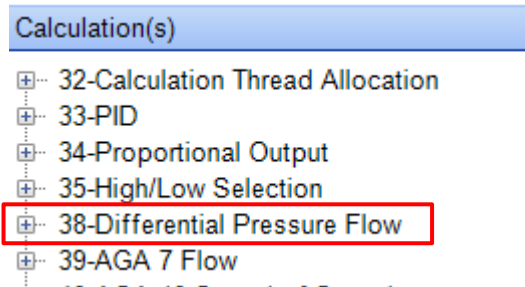 Calculation(s)
32-Calculation Thread Allocation
33-PID
34-Proportional Output
35-High/Low Selection
38-Differential Pressure Flow
39-AGA 7 Flow